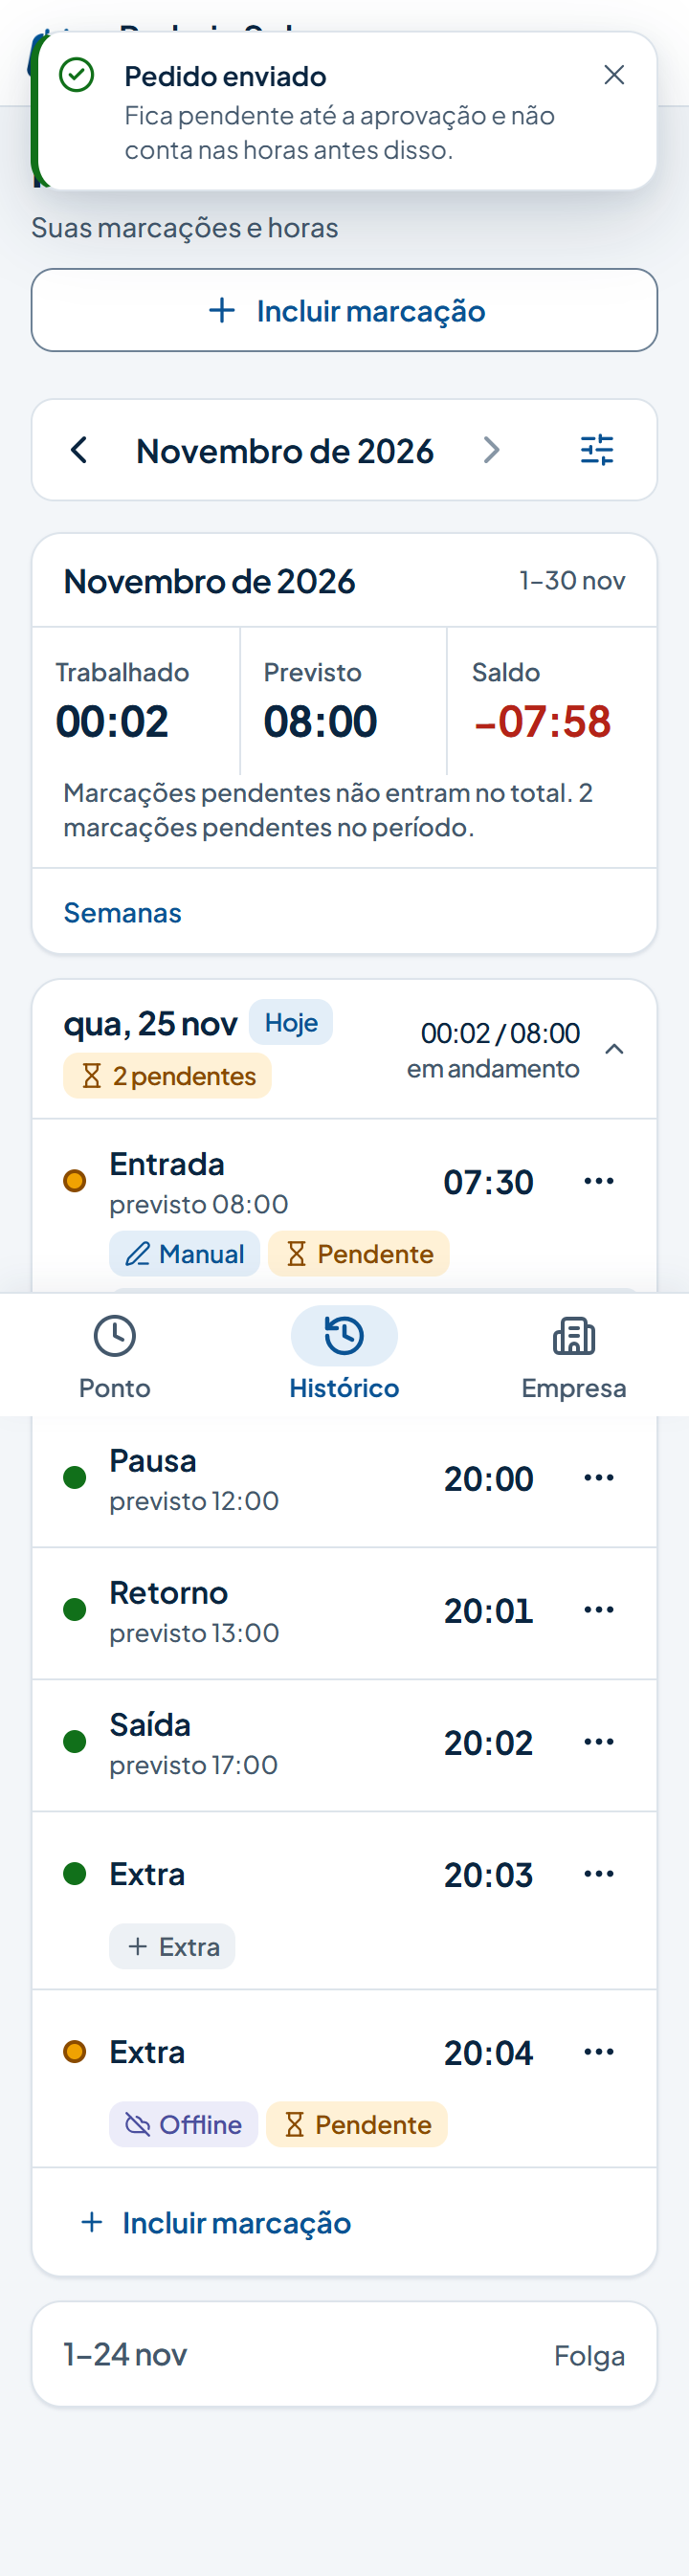 Pedido enviado
Fica pendente até a aprovação e não
conta nas horas antes disso.
Suas marcações e horas
Incluir marcação
Novembro de 2026
Novembro de 2026
1–30 nov
Trabalhado
Previsto
Saldo
00:02
08:00
−07:58
Marcações pendentes não entram no total. 2
marcações pendentes no período.
Semanas
qua, 25 nov
Hoje
00:02 / 08:00
2 pendentes
em andamento
Entrada
07:30
previsto 08:00
Manual
Pendente
Ponto
Histórico
Empresa
Pausa
20:00
previsto 12:00
Retorno
20:01
previsto 13:00
Saída
20:02
previsto 17:00
Extra
20:03
Extra
Extra
20:04
Offline
Pendente
Incluir marcação
1–24 nov
Folga